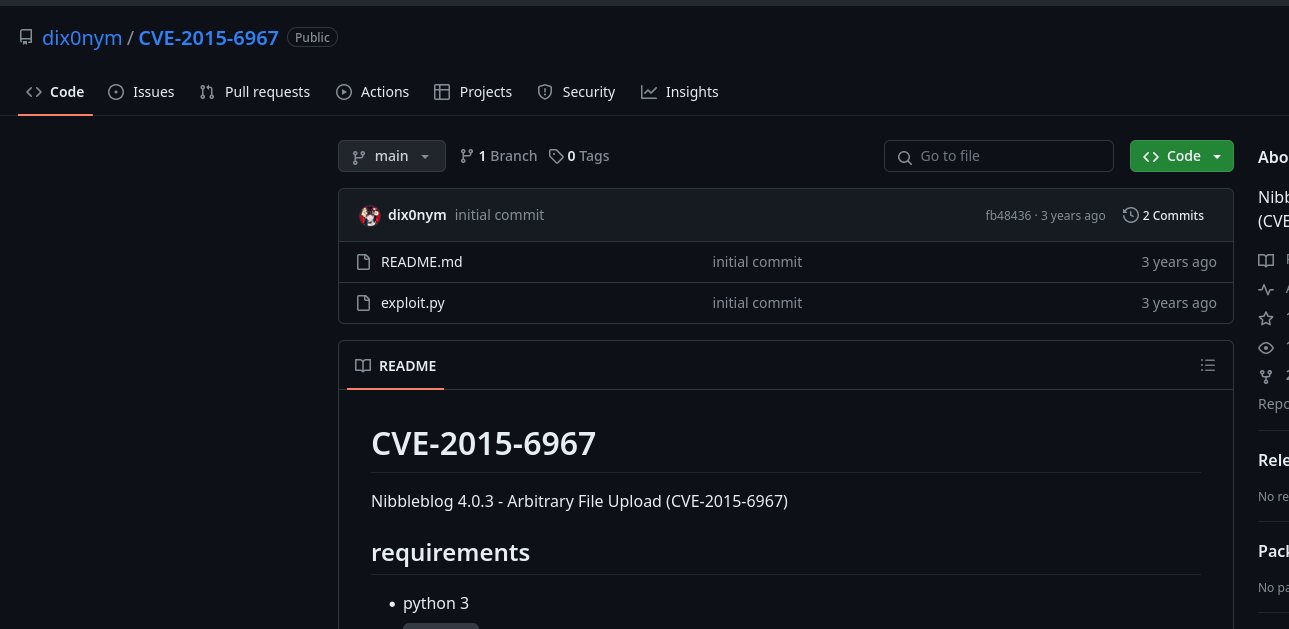 dix0nym / CVE-2015-6967 Public
Code Issues Pull requests Actions Projects Security Insights
main 1 Branch 0 Tags Go to file Code
dix0nym initial commit fb48436 · 3 years ago 2 Commits
README.md initial commit 3 years ago
exploit.py initial commit 3 years ago
README
CVE-2015-6967
Nibbleblog 4.0.3 - Arbitrary File Upload (CVE-2015-6967)
requirements
• python 3
Abo
Nibb
(CVE
Repo
Rele
No re
Pack
No pa